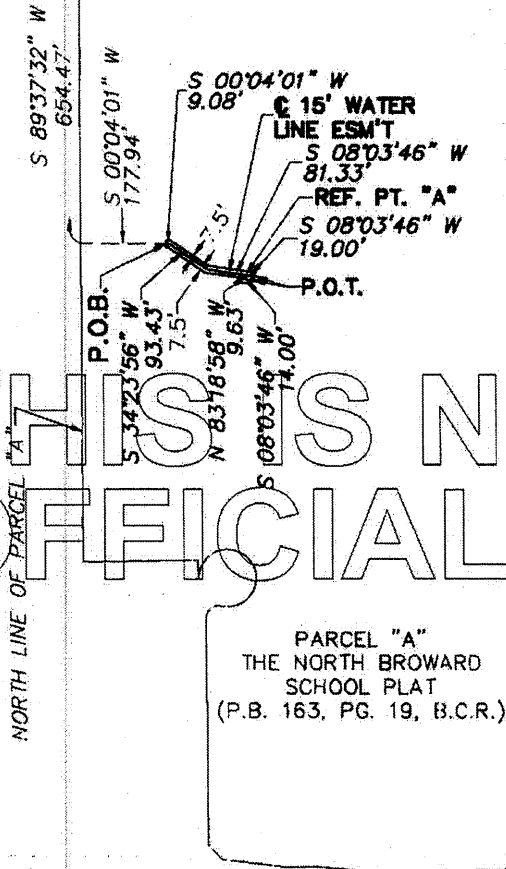 S 89°37'32" W
654.47'
S 00°04'01" W
177.94'
S 00°04'01" W
9.08'
℄ 15' WATER
LINE ESM'T
S 08°03'46" W
81.33'
REF. PT. "A"
S 08°03'46" W
19.00'
P.O.T.
7.5'
P.O.B.
S 34°23'56" W
93.43'
7.5'
N 83°18'58" W
9.63'
S 08°03'46" W
14.00'
HIS IS N
FFICIAL
NORTH LINE OF PARCEL "A"
PARCEL "A"
THE NORTH BROWARD
SCHOOL PLAT
(P.B. 163, PG. 19, B.C.R.)